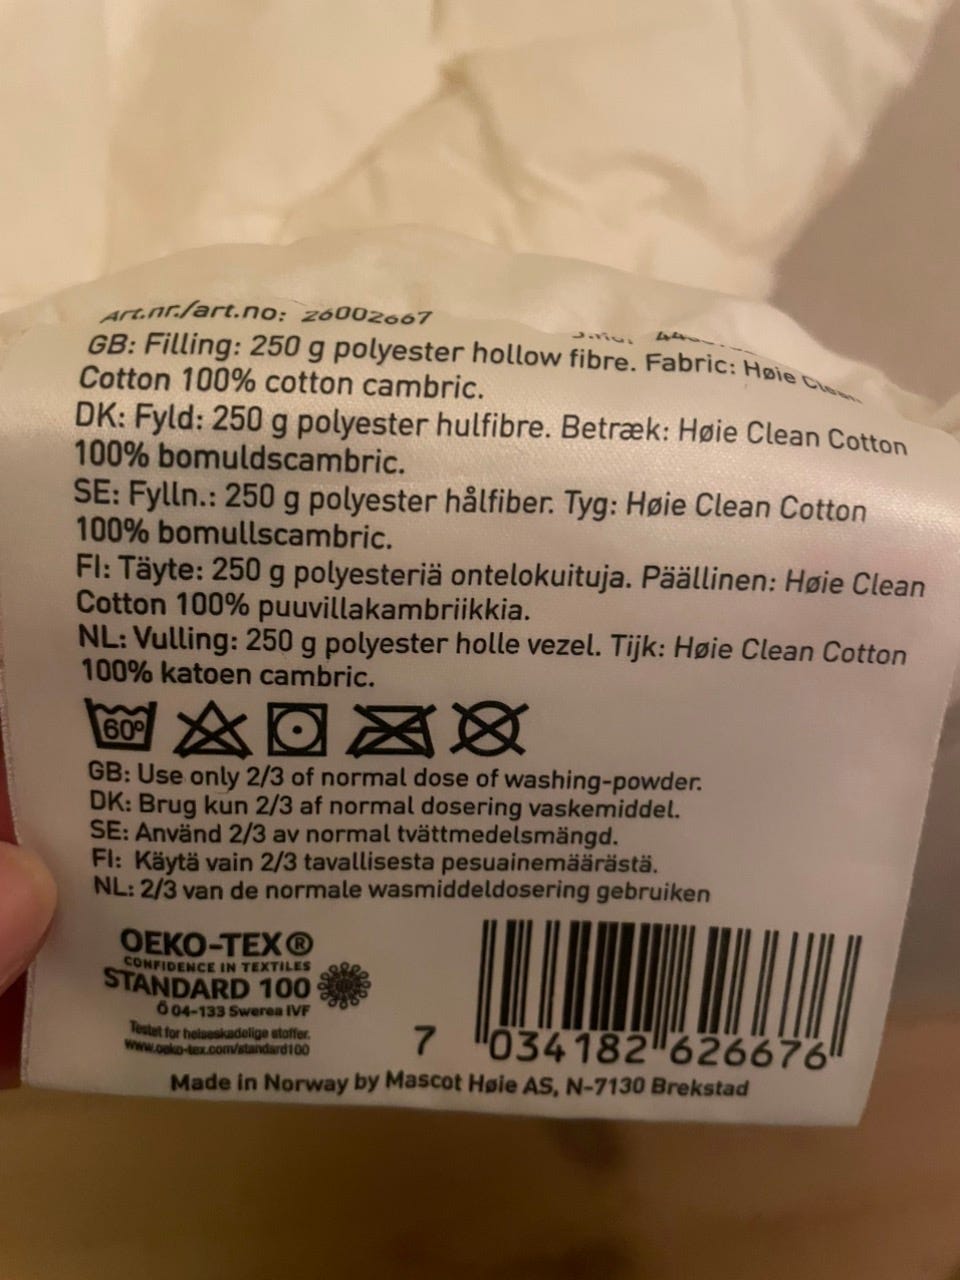 Art.nr./art.no: 26002667
GB: Filling: 250 g polyester hollow fibre. Fabric: Høie Clean
Cotton 100% cotton cambric.
DK: Fyld: 250 g polyester hulfibre. Betræk: Høie Clean Cotton
100% bomuldscambric.
SE: Fylln.: 250 g polyester hålfiber. Tyg: Høie Clean Cotton
100% bomullscambric.
FI: Täyte: 250 g polyesteriä ontelokuituja. Päällinen: Høie Clean
Cotton 100% puuvillakambriikkia.
NL: Vulling: 250 g polyester holle vezel. Tijk: Høie Clean Cotton
100% katoen cambric.
60°
GB: Use only 2/3 of normal dose of washing-powder.
DK: Brug kun 2/3 af normal dosering vaskemiddel.
SE: Använd 2/3 av normal tvättmedelsmängd.
FI: Käytä vain 2/3 tavallisesta pesuainemäärästä.
NL: 2/3 van de normale wasmiddeldosering gebruiken
OEKO-TEX®
CONFIDENCE IN TEXTILES
STANDARD 100
Ö 04-133 Swerea IVF
Testet for helseskadelige stoffer.
www.oeko-tex.com/standard100
7 034182 626676
Made in Norway by Mascot Høie AS, N-7130 Brekstad